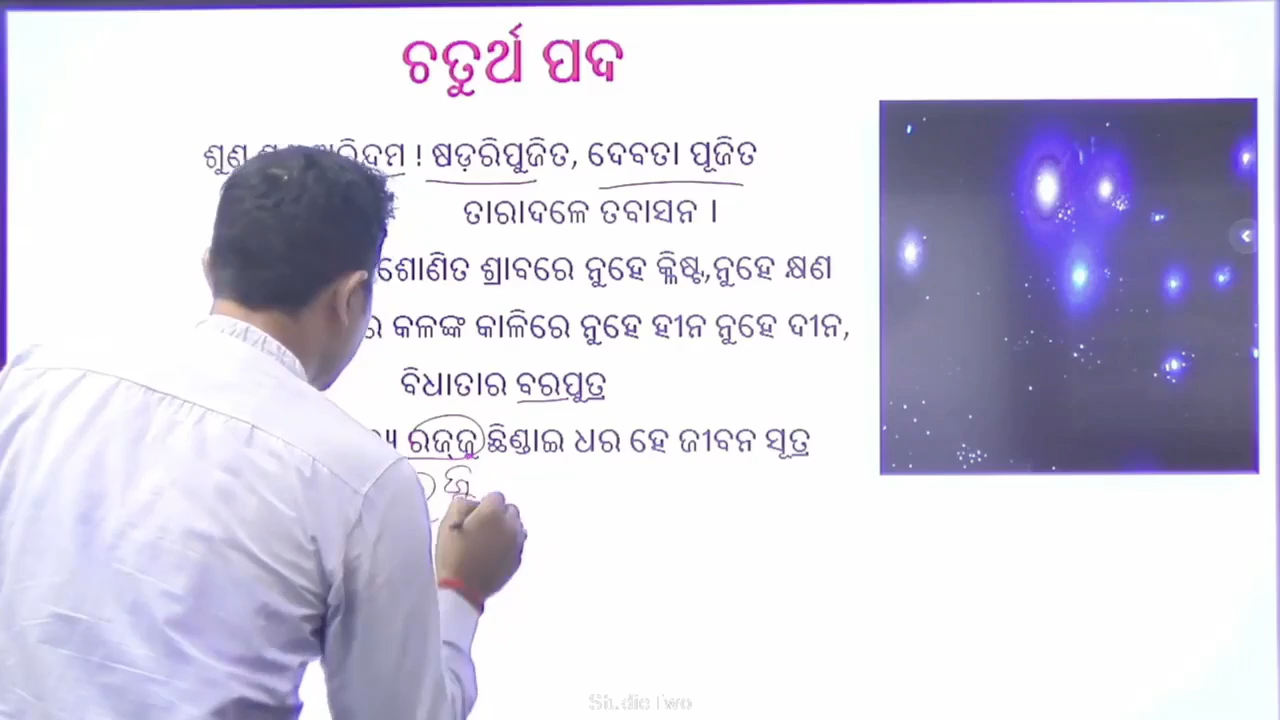 ଚତୁର୍ଥ ପଦ
ଶୁଣ ! ଷଡ଼ରିପୁଜିତ, ଦେବତା ପୂଜିତ
ତାରାଦଳେ ତବାସନ ।
ଶୋଣିତ ଶ୍ରାବରେ ନୁହେ କ୍ଳିଷ୍ଟ,ନୁହେ କ୍ଷଣ
କଳଙ୍କ କାଳିରେ ନୁହେ ହୀନ ନୁହେ ଦୀନ,
ବିଧାତାର ବରପୁତ୍ର
ରଜ୍ଜୁ ଛିଣ୍ଡାଇ ଧର ହେ ଜୀବନ ସୂତ୍ର